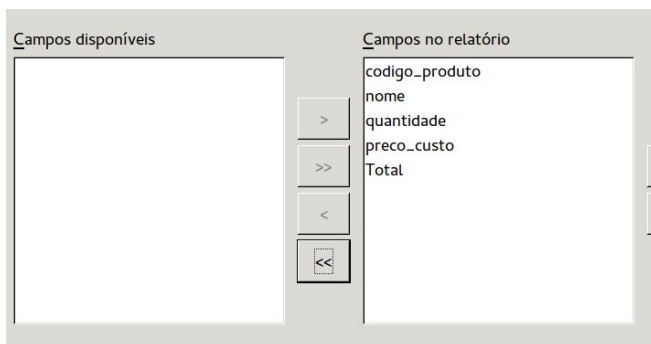 Campos disponíveis
Campos no relatório
codigo_produto
nome
quantidade
preco_custo
Total
>
>>
<
<<